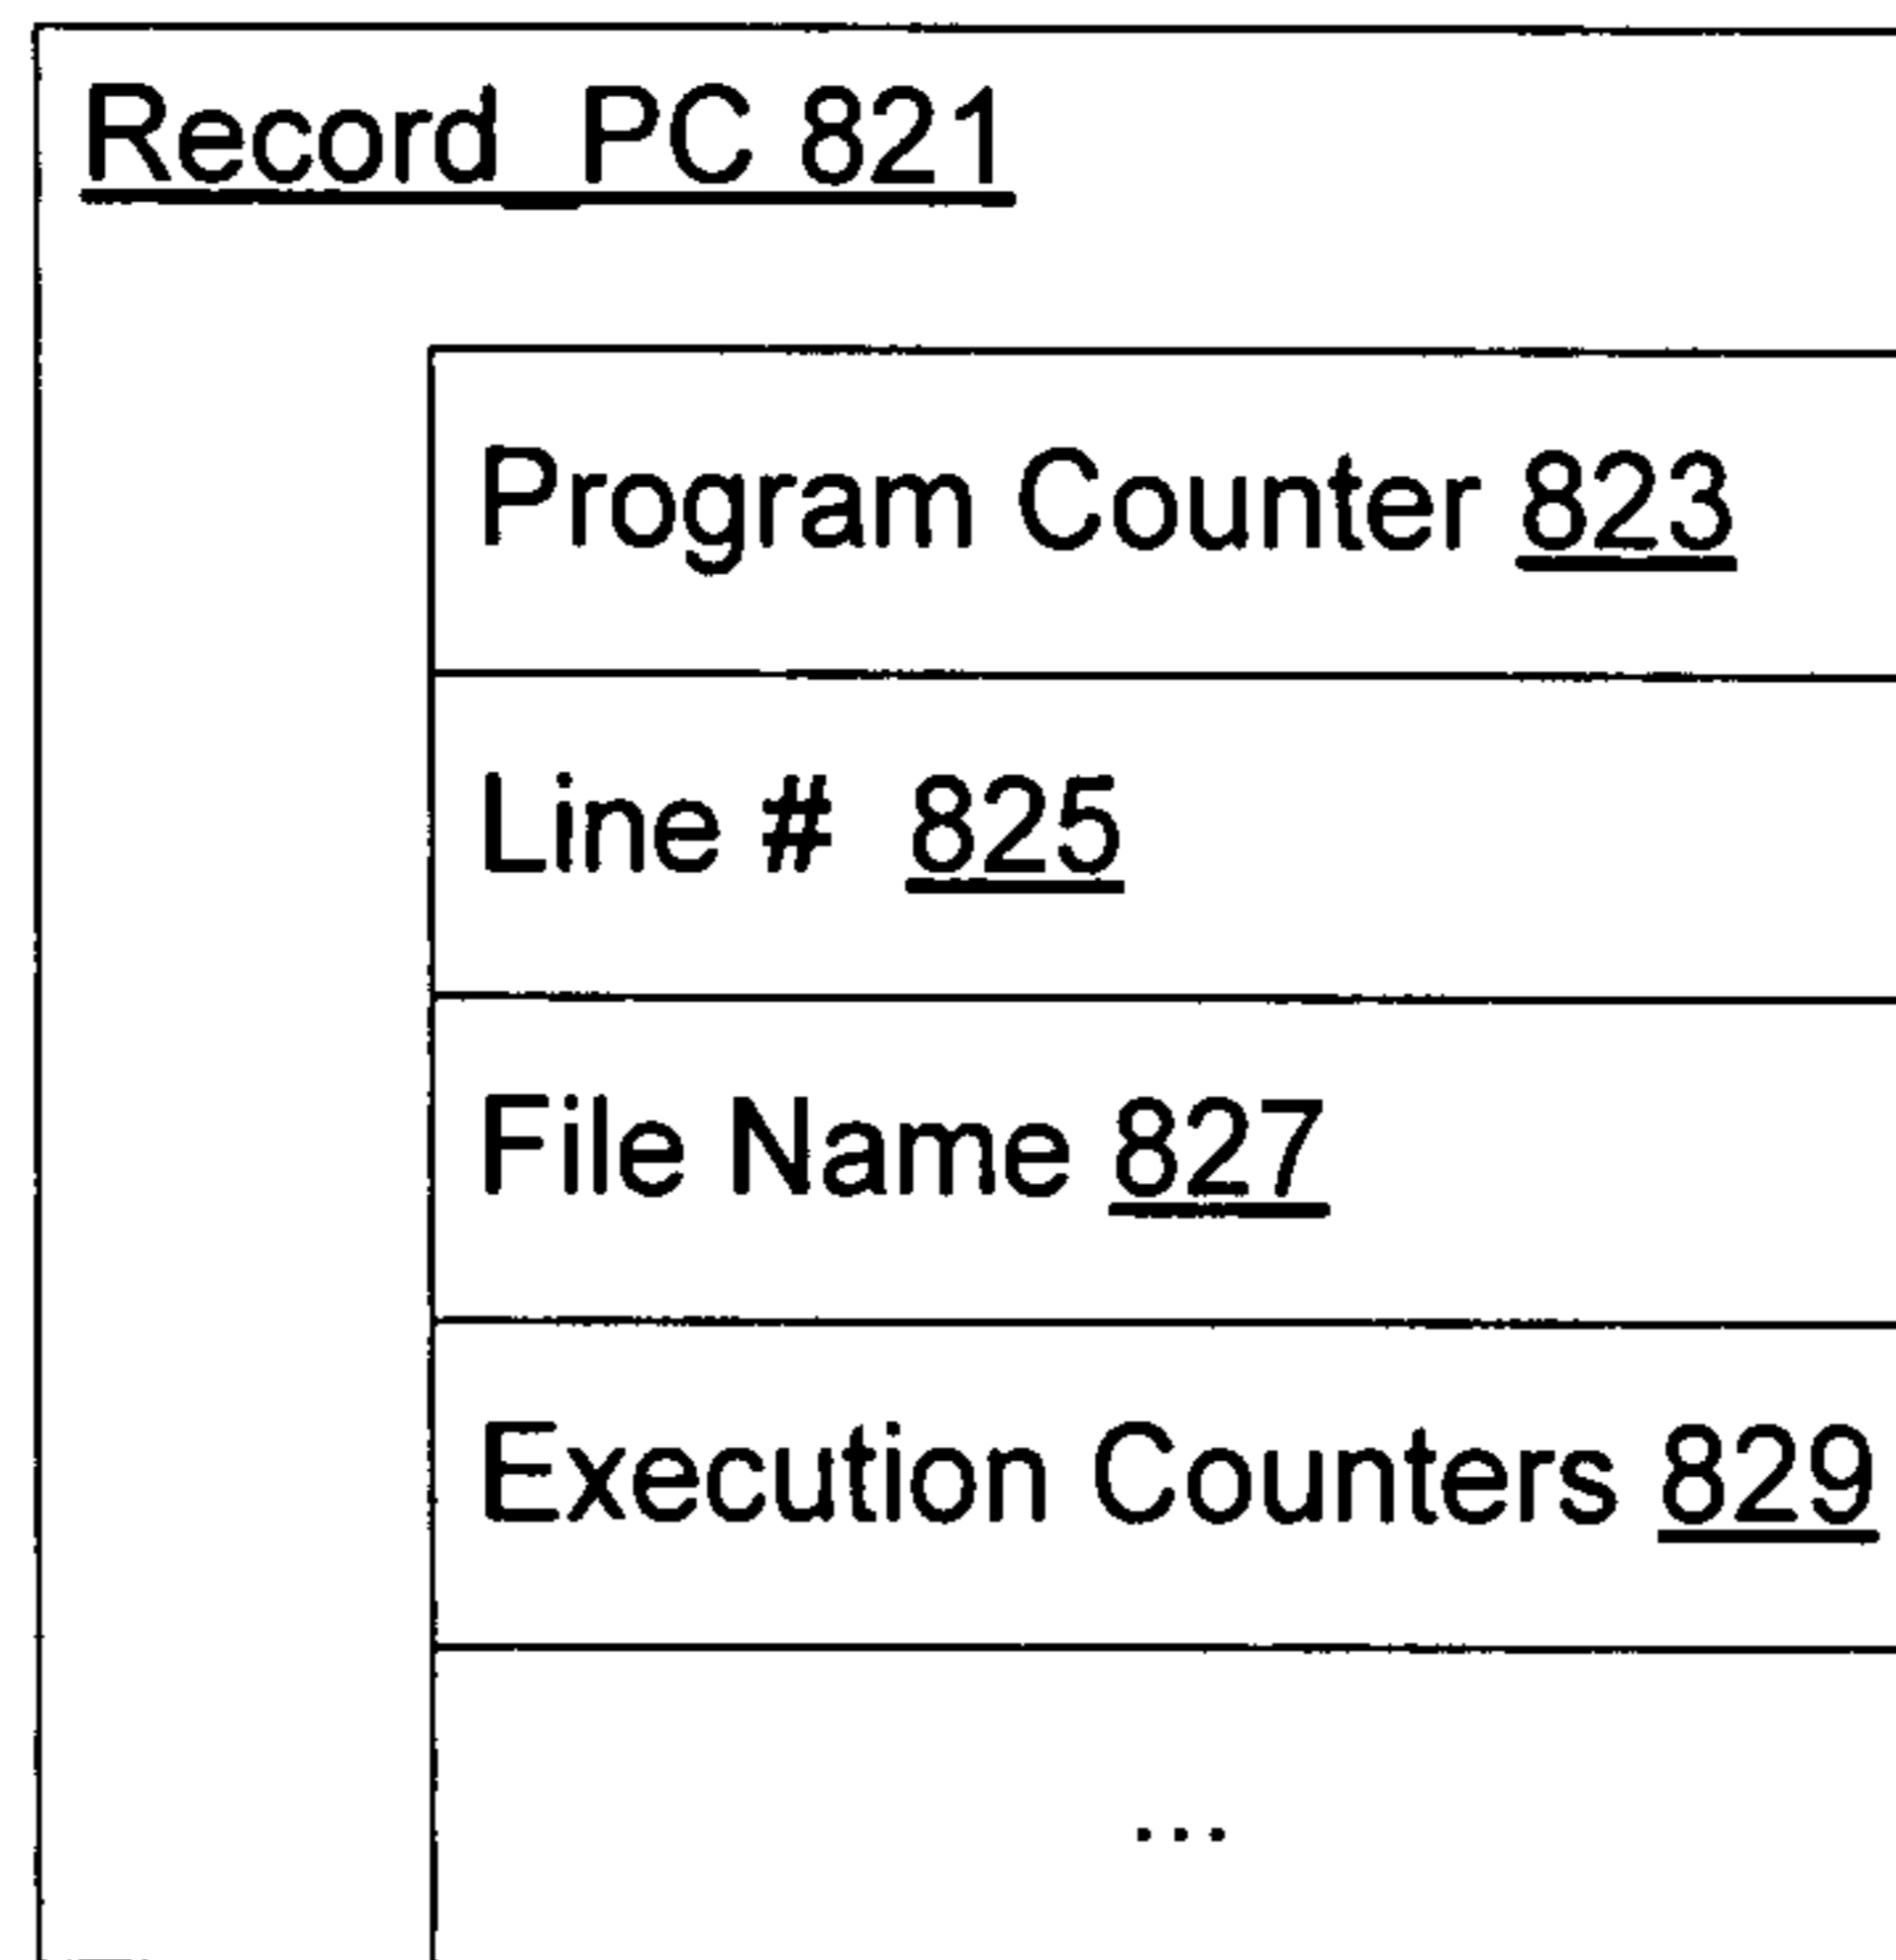 Record_PC 821
Program Counter 823
Line # 825
File Name 827
Execution Counters 829
...